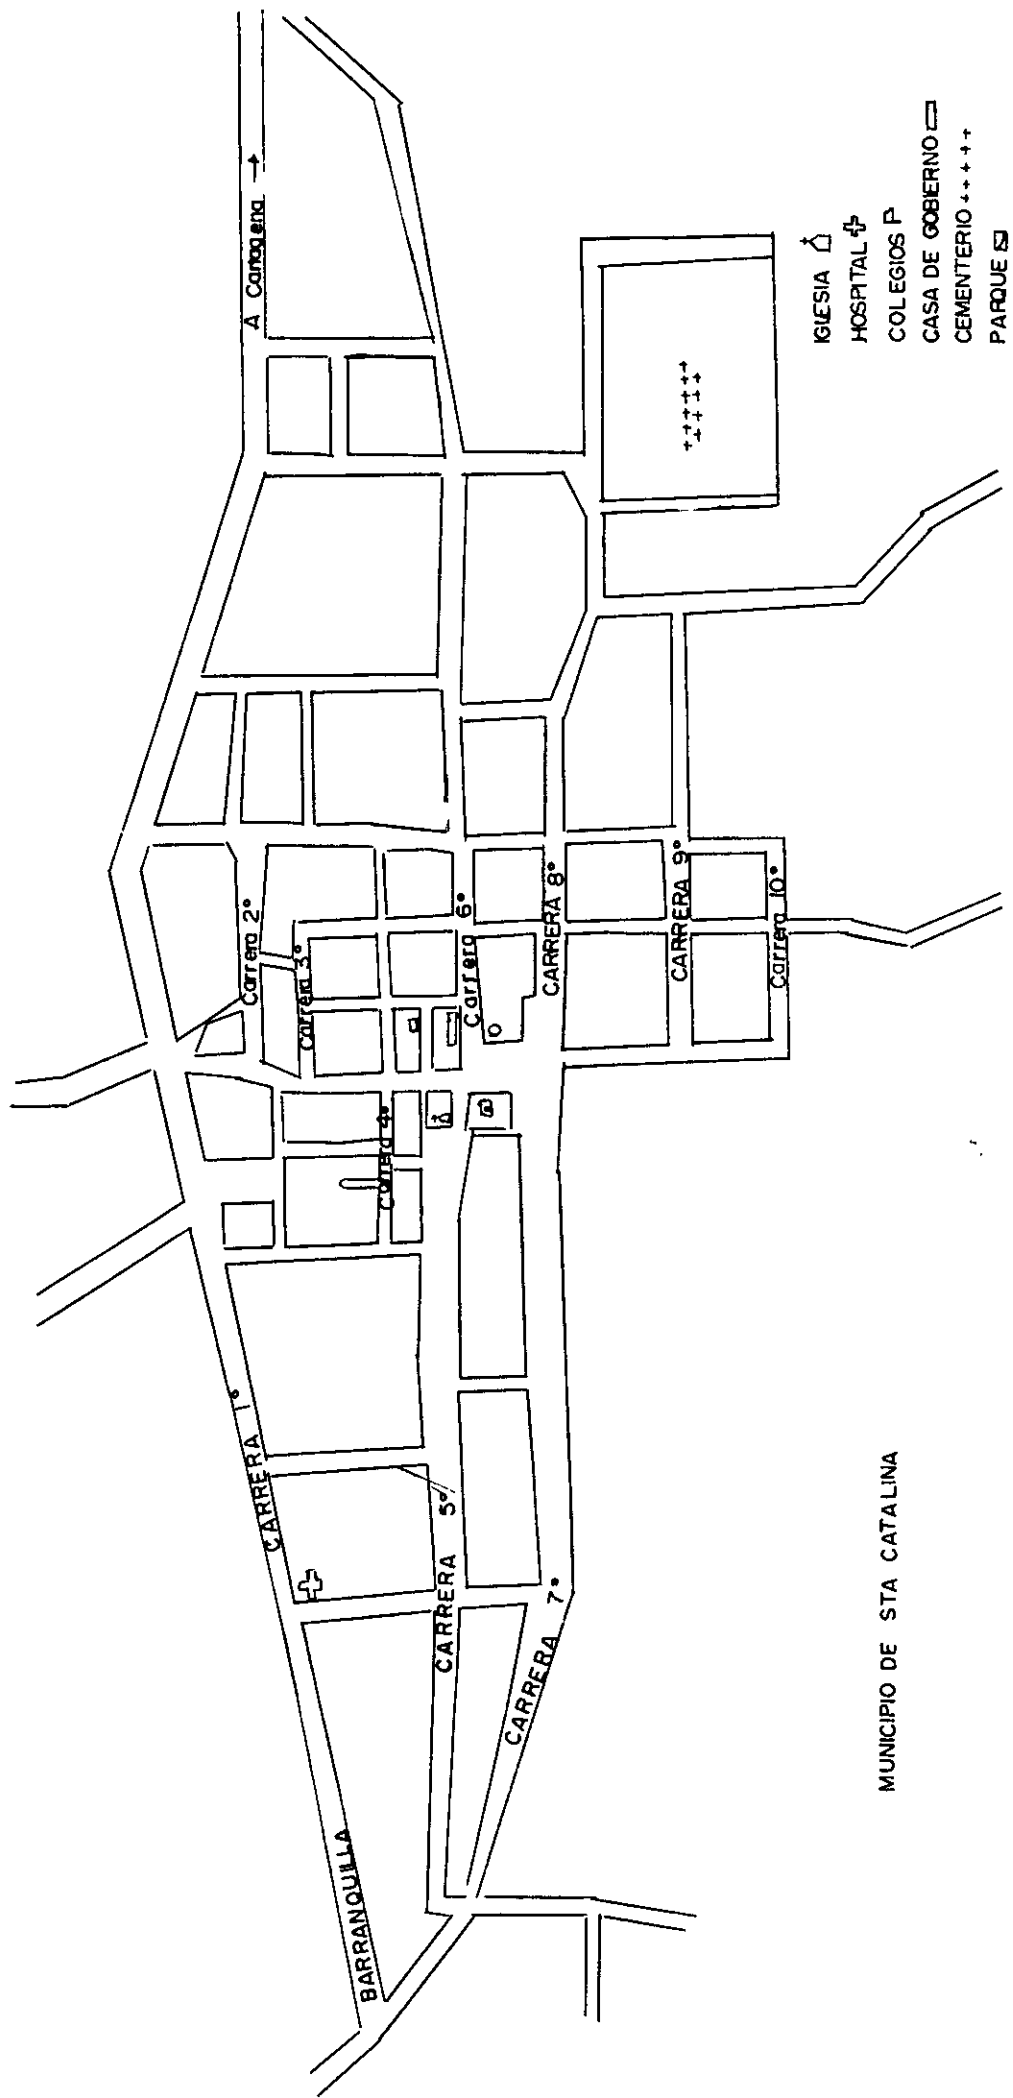 A Cartagena →
Carrera 2°
Carrera 3°
Carrera 4°
Carrera 6°
CARRERA 8°
CARRERA 9°
Carrera 10°
CARRERA 1°
CARRERA 5°
CARRERA 7°
BARRANQUILLA
IGLESIA
HOSPITAL
COLEGIOS
CASA DE GOBIERNO
CEMENTERIO + + + + +
PARQUE
MUNICIPIO DE STA CATALINA